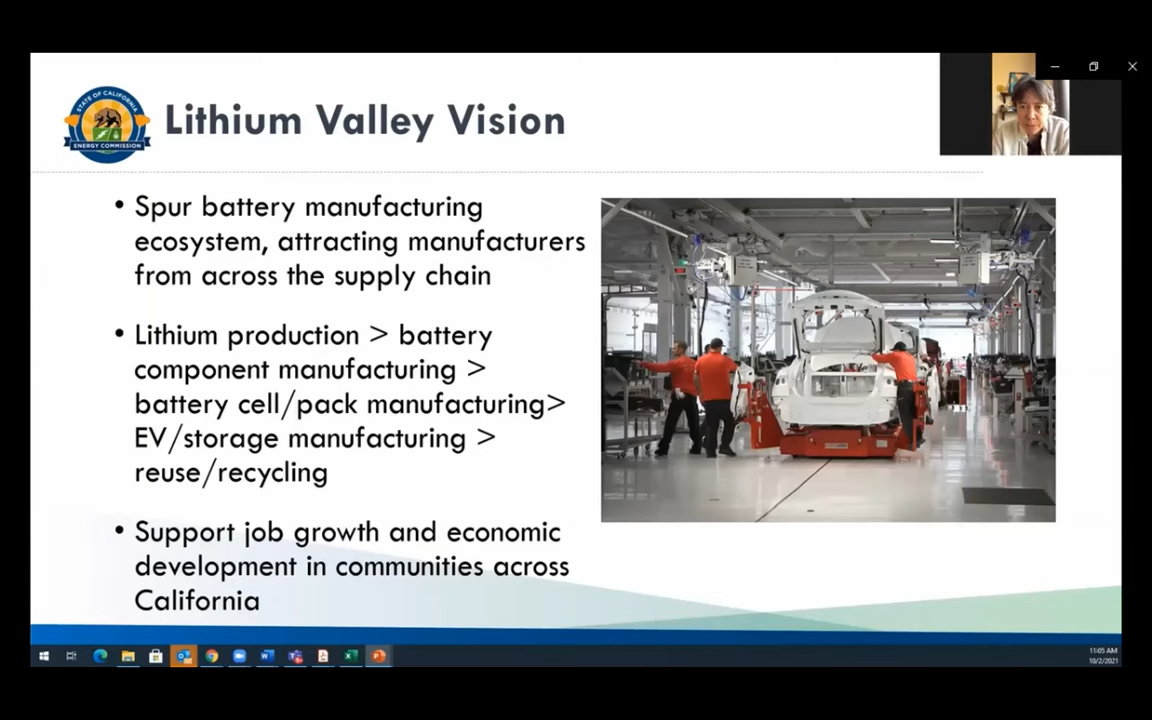 STATE OF CALIFORNIA
ENERGY COMMISSION
Lithium Valley Vision
• Spur battery manufacturing
ecosystem, attracting manufacturers
from across the supply chain
• Lithium production > battery
component manufacturing >
battery cell/pack manufacturing>
EV/storage manufacturing >
reuse/recycling
• Support job growth and economic
development in communities across
California
11:05 AM
10/2/2021